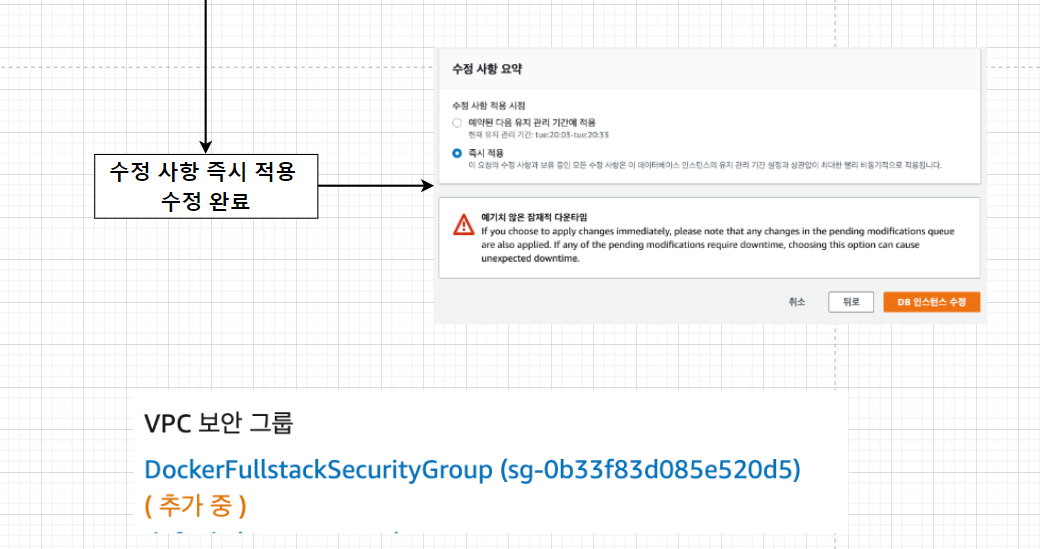 수정 사항 즉시 적용
수정 완료
수정 사항 요약
수정 사항 적용 시점
예약된 다음 유지 관리 기간에 적용
현재 유지 관리 기간: tue:20:03-tue:20:33
즉시 적용
이 요청의 수정 사항과 보류 중인 모든 수정 사항은 이 데이터베이스 인스턴스의 유지 관리 기간 설정과 상관없이 최대한 빨리 비동기적으로 적용됩니다.
예기치 않은 잠재적 다운타임
If you choose to apply changes immediately, please note that any changes in the pending modifications queue
are also applied. If any of the pending modifications require downtime, choosing this option can cause
unexpected downtime.
취소
뒤로
DB 인스턴스 수정
VPC 보안 그룹
DockerFullstackSecurityGroup (sg-0b33f83d085e520d5)
( 추가 중 )